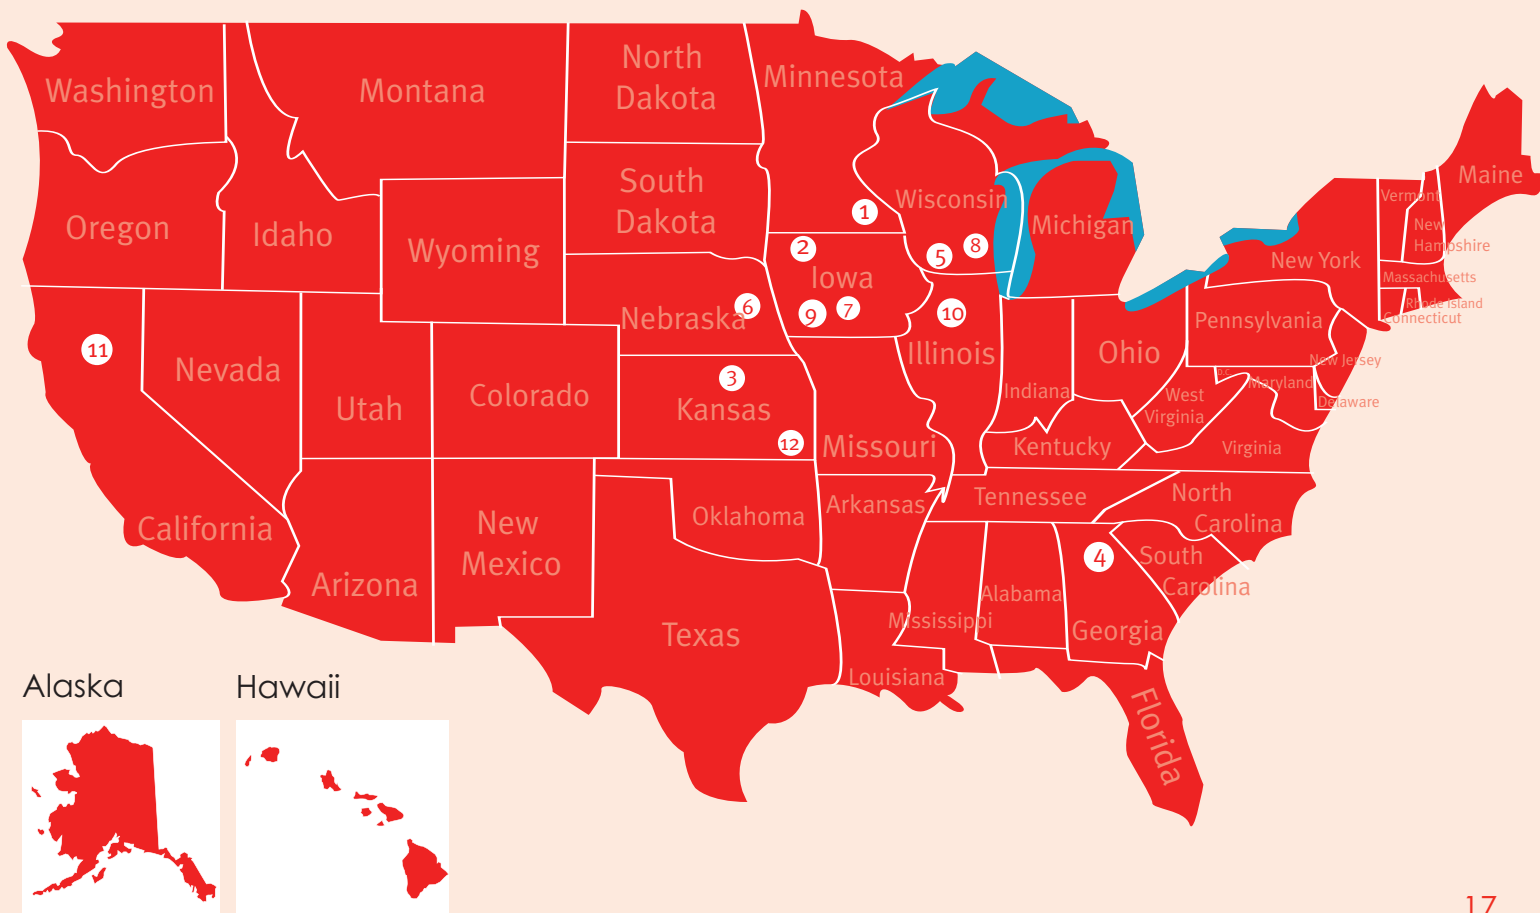 Washington
Montana
North
Dakota
Minnesota
South
Dakota
Wisconsin
Michigan
Vermont
Maine
New
Hampshire
Oregon
Idaho
Wyoming
1
2
5
8
Iowa
New York
Massachusetts
Rhode Island
Connecticut
Nebraska
6
9
7
10
Illinois
Indiana
Ohio
Pennsylvania
New Jersey
D.C
Maryland
Delaware
11
Nevada
Utah
Colorado
3
Kansas
12
Missouri
Kentucky
West
Virginia
Virginia
California
Arizona
New
Mexico
Oklahoma
Arkansas
Tennessee
North
Carolina
South
Carolina
4
Georgia
Alabama
Mississippi
Texas
Louisiana
Florida
Alaska
Hawaii
17